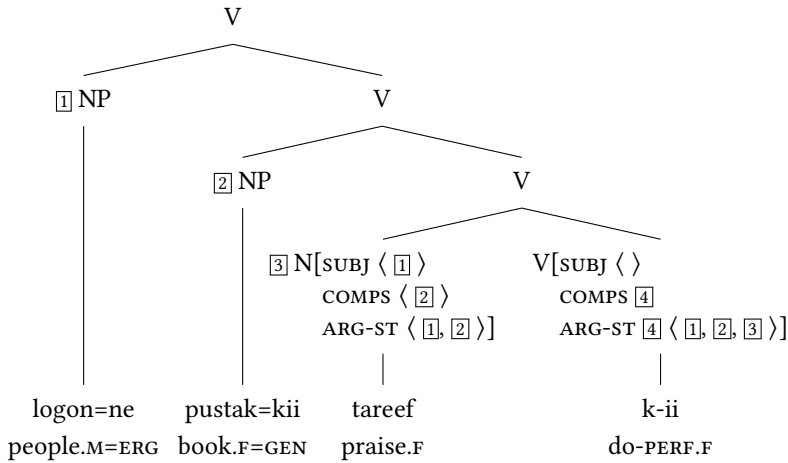 V
1 NP V
2 NP V
3 N[SUBJ ⟨ 1 ⟩ V[SUBJ ⟨ ⟩
COMPS ⟨ 2 ⟩ COMPS 4
ARG-ST ⟨ 1, 2 ⟩] ARG-ST 4 ⟨ 1, 2, 3 ⟩]
logon=ne pustak=kii tareef k-ii
people.M=ERG book.F=GEN praise.F do-PERF.F